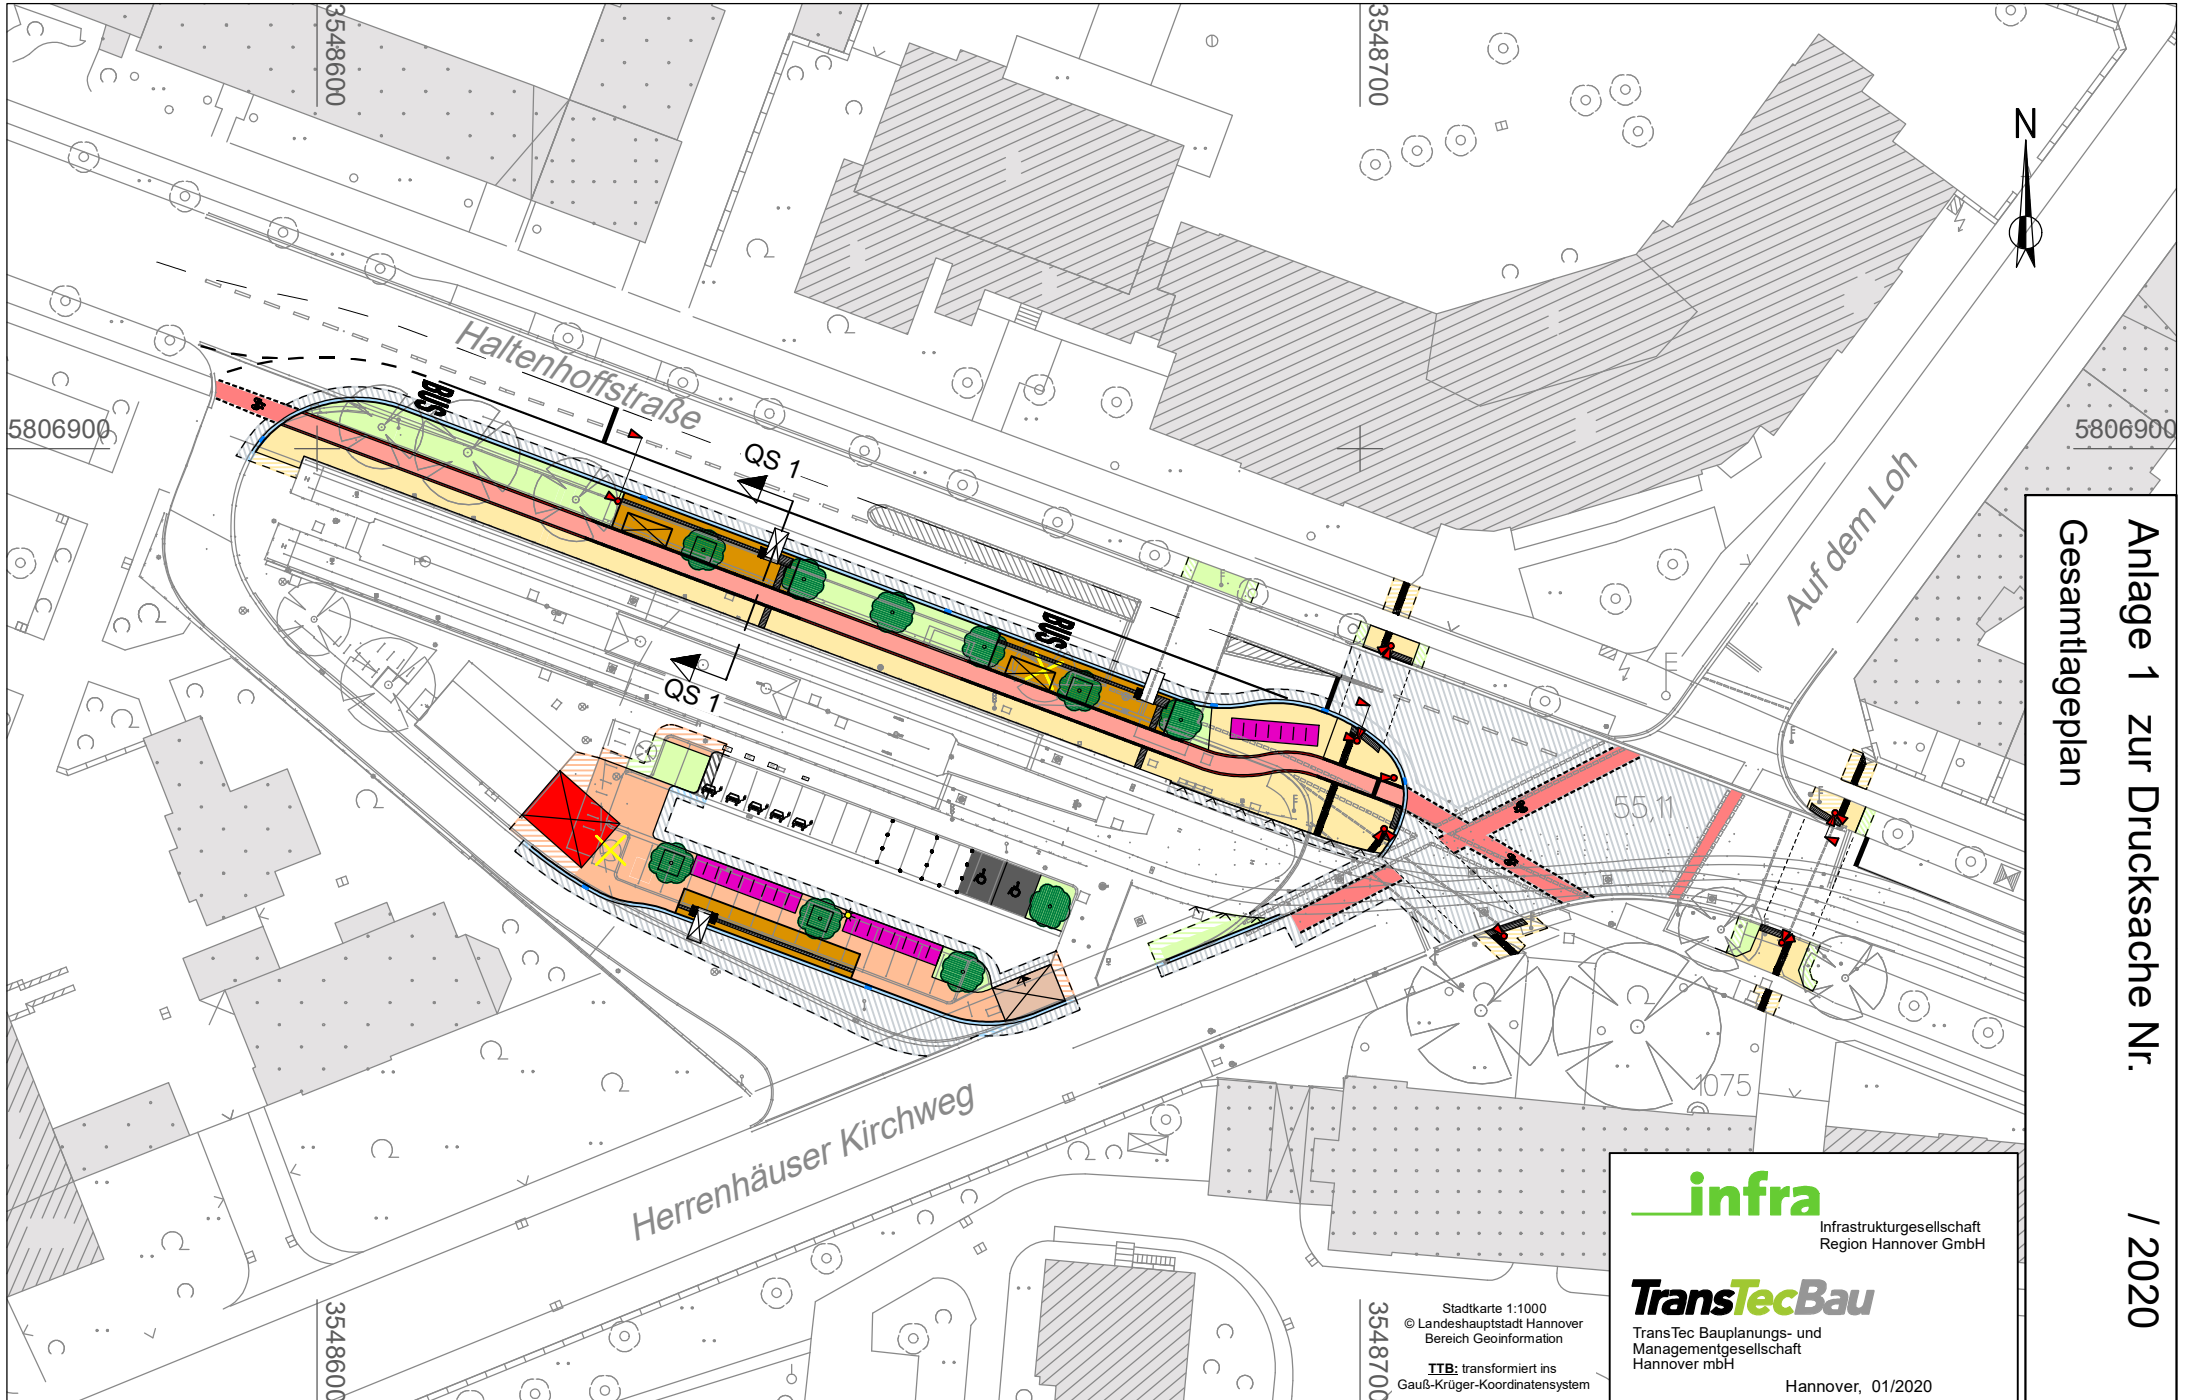 3548600
3548700
N
Haltenhoffstraße
BUS
5806900
5806900
QS 1
Auf dem Loh
BUS
QS 1
55,11
1075
Herrenhäuser Kirchweg
3548600
3548700
Anlage 1 zur Drucksache Nr. / 2020
Gesamtlageplan
Stadtkarte 1:1000
© Landeshauptstadt Hannover
Bereich Geoinformation
TTB: transformiert ins
Gauß-Krüger-Koordinatensystem
infra
Infrastrukturgesellschaft
Region Hannover GmbH
TransTecBau
TransTec Bauplanungs- und
Managementgesellschaft
Hannover mbH
Hannover, 01/2020